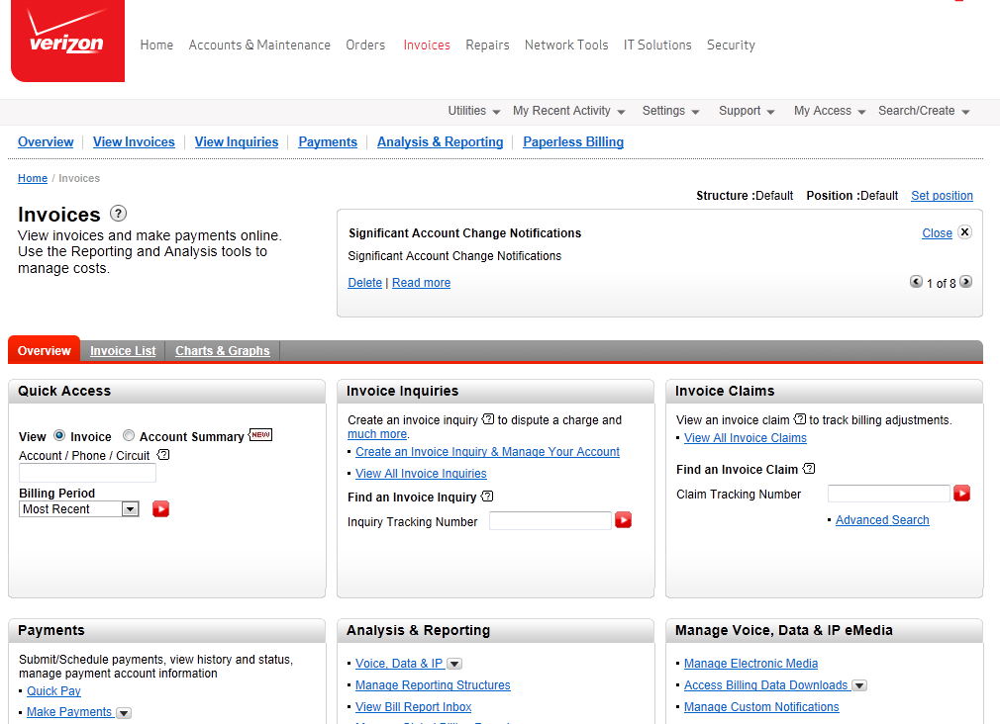 verizon
Home Accounts & Maintenance Orders Invoices Repairs Network Tools IT Solutions Security
Utilities My Recent Activity Settings Support My Access Search/Create
Overview View Invoices View Inquiries Payments Analysis & Reporting Paperless Billing
Home / Invoices
Structure :Default Position :Default Set position
Invoices ?
View invoices and make payments online.
Use the Reporting and Analysis tools to
manage costs.
Significant Account Change Notifications Close X
Significant Account Change Notifications
Delete | Read more 1 of 8
Overview Invoice List Charts & Graphs
Quick Access
View Invoice Account Summary NEW
Account / Phone / Circuit ?
Billing Period
Most Recent
Invoice Inquiries
Create an invoice inquiry ? to dispute a charge and
much more.
Create an Invoice Inquiry & Manage Your Account
View All Invoice Inquiries
Find an Invoice Inquiry ?
Inquiry Tracking Number
Invoice Claims
View an invoice claim ? to track billing adjustments.
View All Invoice Claims
Find an Invoice Claim ?
Claim Tracking Number
Advanced Search
Payments
Submit/Schedule payments, view history and status,
manage payment account information
Quick Pay
Make Payments
Analysis & Reporting
Voice, Data & IP
Manage Reporting Structures
View Bill Report Inbox
Manage Voice, Data & IP eMedia
Manage Electronic Media
Access Billing Data Downloads
Manage Custom Notifications